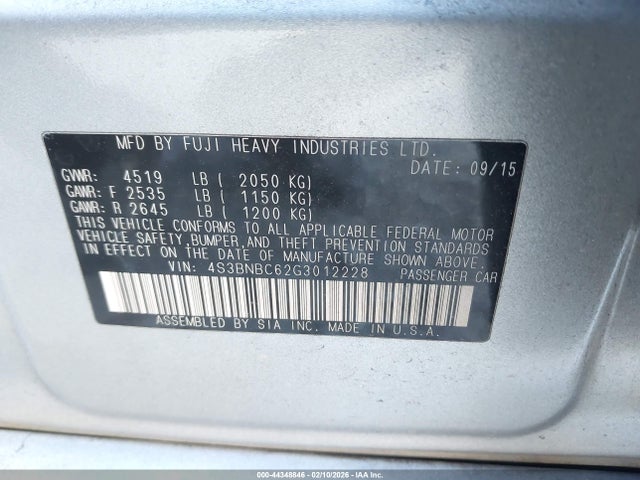 MFD BY FUJI HEAVY INDUSTRIES LTD.
DATE: 09/15
GVWR: 4519 LB ( 2050 KG)
GAWR: F 2535 LB ( 1150 KG)
GAWR: R 2645 LB ( 1200 KG)
THIS VEHICLE CONFORMS TO ALL APPLICABLE FEDERAL MOTOR
VEHICLE SAFETY, BUMPER, AND THEFT PREVENTION STANDARDS
IN EFFECT ON THE DATE OF MANUFACTURE SHOWN ABOVE.
VIN: 4S3BNBC62G3012228 PASSENGER CAR
ASSEMBLED BY SIA INC. MADE IN U.S.A.
000-44348846 - 02/10/2026 - IAA Inc.